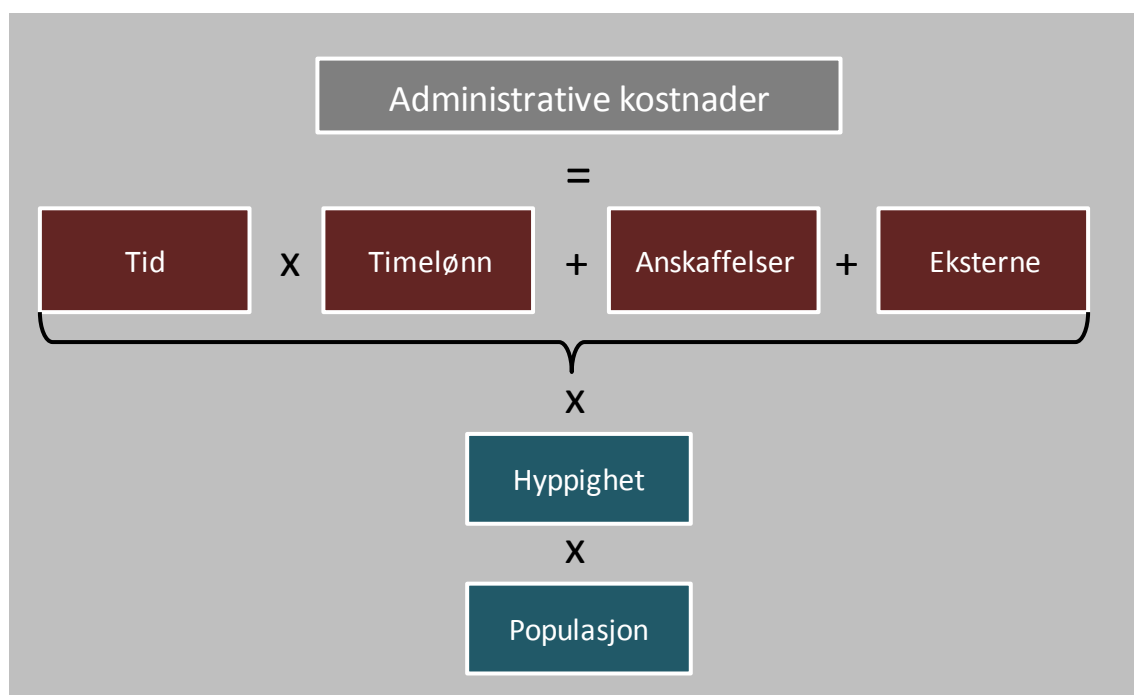 Administrative kostnader
=
Tid x Timelønn + Anskaffelser + Eksterne
x
Hyppighet
x
Populasjon